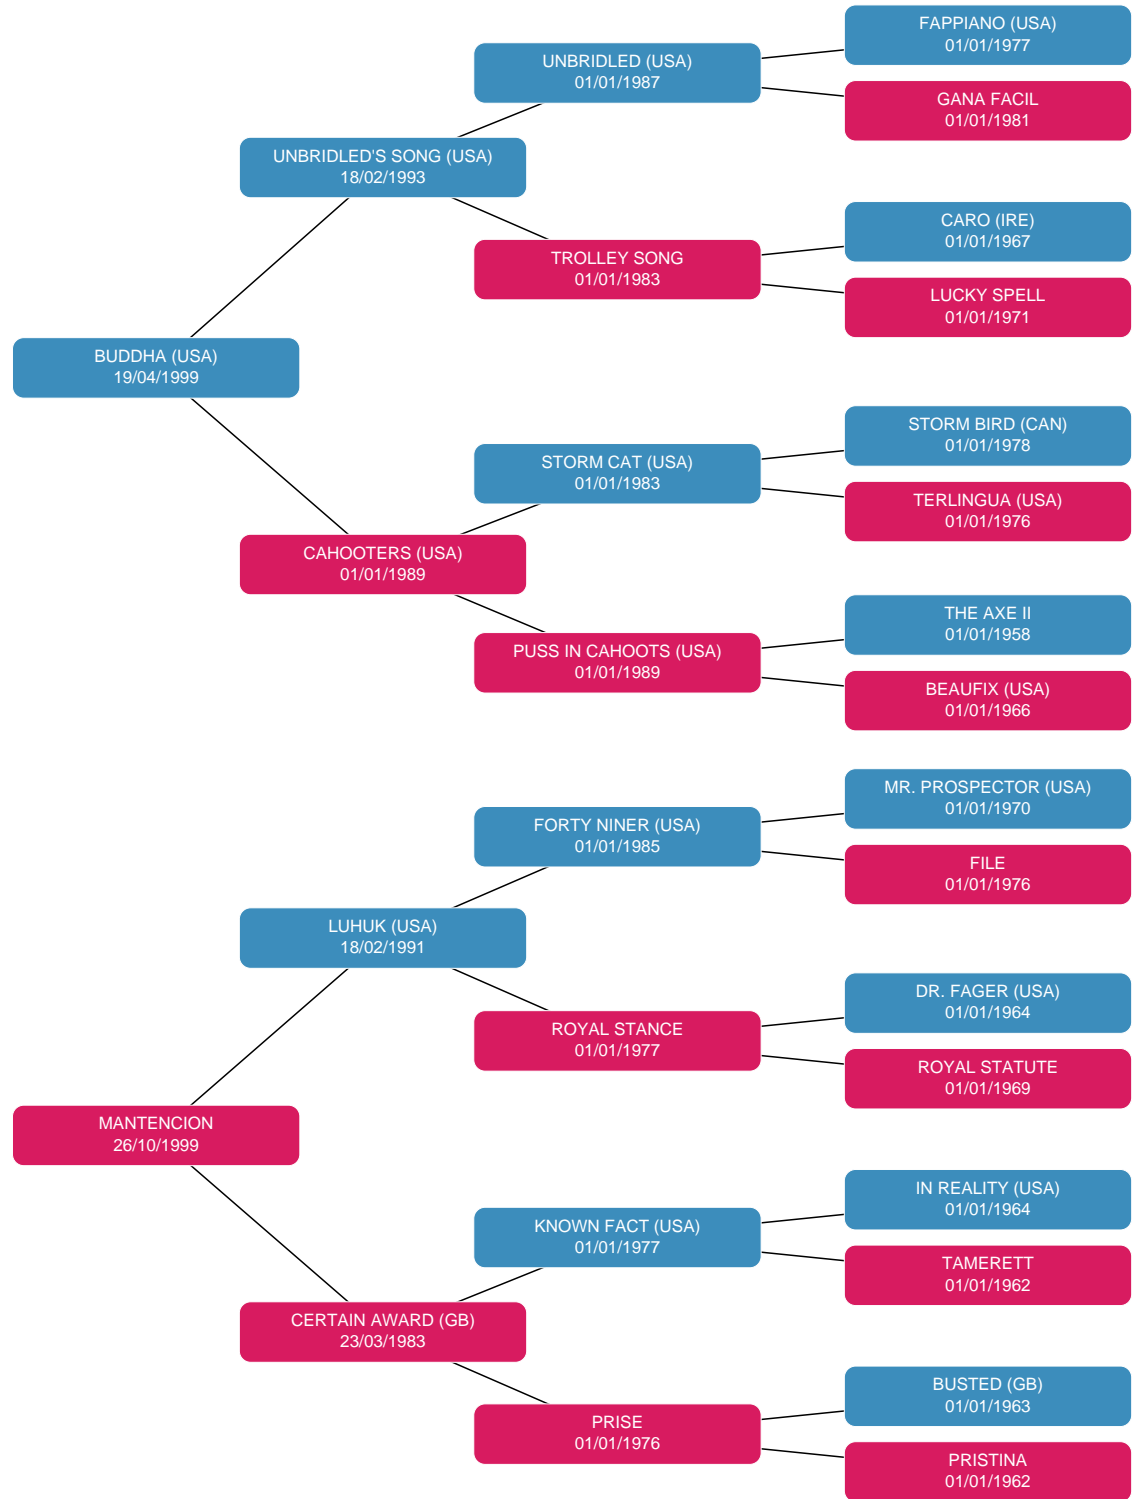 FAPPIANO (USA)
01/01/1977
UNBRIDLED (USA)
01/01/1987
GANA FACIL
01/01/1981
UNBRIDLED'S SONG (USA)
18/02/1993
CARO (IRE)
01/01/1967
TROLLEY SONG
01/01/1983
LUCKY SPELL
01/01/1971
BUDDHA (USA)
19/04/1999
STORM BIRD (CAN)
01/01/1978
STORM CAT (USA)
01/01/1983
TERLINGUA (USA)
01/01/1976
CAHOOTERS (USA)
01/01/1989
THE AXE II
01/01/1958
PUSS IN CAHOOTS (USA)
01/01/1989
BEAUFIX (USA)
01/01/1966
MR. PROSPECTOR (USA)
01/01/1970
FORTY NINER (USA)
01/01/1985
FILE
01/01/1976
LUHUK (USA)
18/02/1991
DR. FAGER (USA)
01/01/1964
ROYAL STANCE
01/01/1977
ROYAL STATUTE
01/01/1969
MANTENCION
26/10/1999
IN REALITY (USA)
01/01/1964
KNOWN FACT (USA)
01/01/1977
TAMERETT
01/01/1962
CERTAIN AWARD (GB)
23/03/1983
BUSTED (GB)
01/01/1963
PRISE
01/01/1976
PRISTINA
01/01/1962